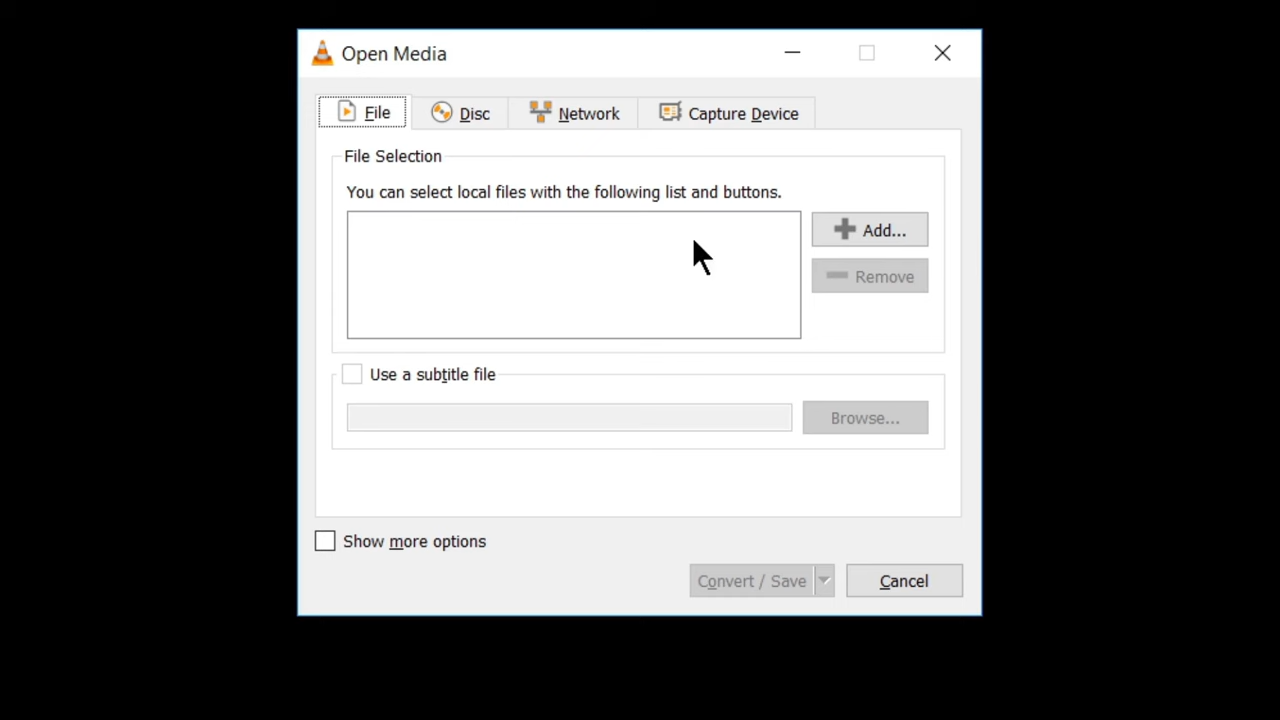 Open Media
File
Disc
Network
Capture Device
File Selection
You can select local files with the following list and buttons.
Add...
Remove
Use a subtitle file
Browse...
Show more options
Convert / Save
Cancel